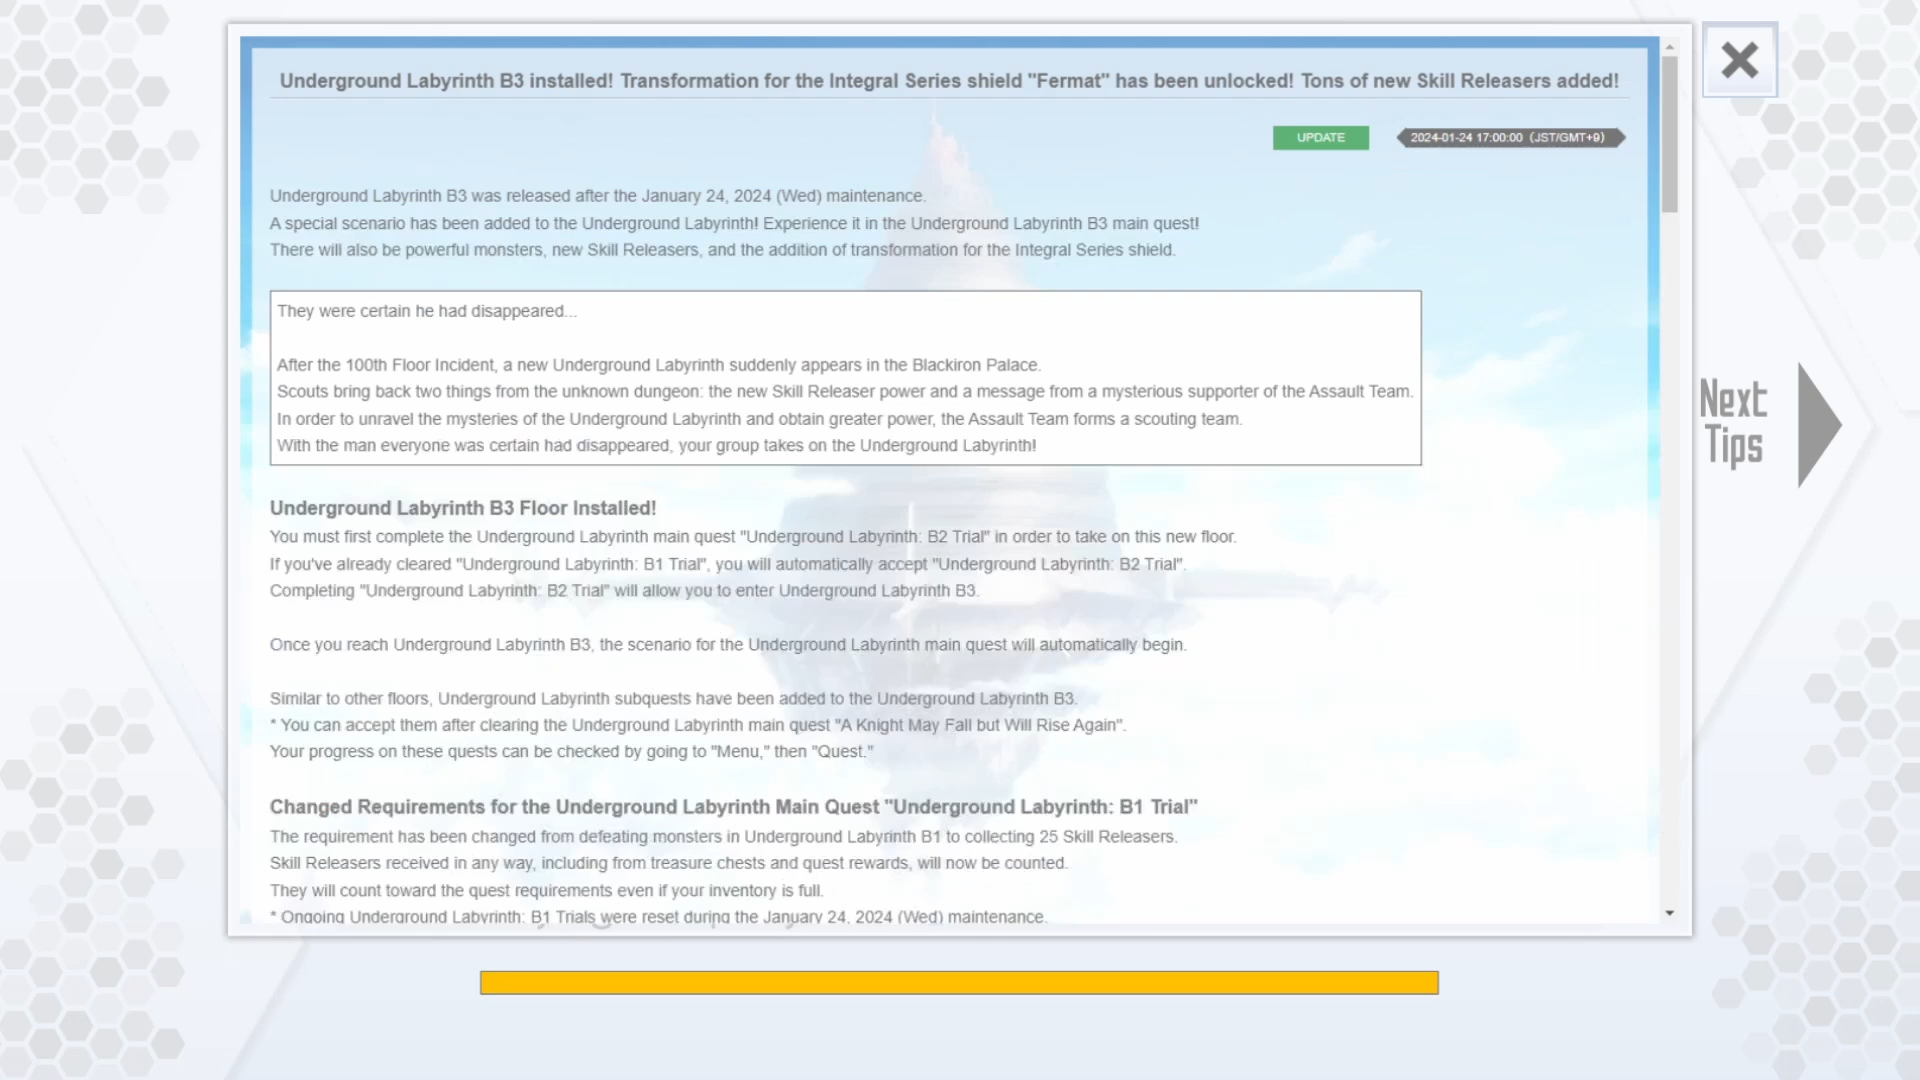 Underground Labyrinth B3 installed! Transformation for the Integral Series shield "Fermat" has been unlocked! Tons of new Skill Releasers added!
UPDATE
2024-01-24 17:00:00 (JST/GMT+9)
Underground Labyrinth B3 was released after the January 24, 2024 (Wed) maintenance.
A special scenario has been added to the Underground Labyrinth! Experience it in the Underground Labyrinth B3 main quest!
There will also be powerful monsters, new Skill Releasers, and the addition of transformation for the Integral Series shield.
They were certain he had disappeared...
After the 100th Floor Incident, a new Underground Labyrinth suddenly appears in the Blackiron Palace.
Scouts bring back two things from the unknown dungeon: the new Skill Releaser power and a message from a mysterious supporter of the Assault Team.
In order to unravel the mysteries of the Underground Labyrinth and obtain greater power, the Assault Team forms a scouting team.
With the man everyone was certain had disappeared, your group takes on the Underground Labyrinth!
Next
Tips
Underground Labyrinth B3 Floor Installed!
You must first complete the Underground Labyrinth main quest "Underground Labyrinth: B2 Trial" in order to take on this new floor.
If you've already cleared "Underground Labyrinth: B1 Trial", you will automatically accept "Underground Labyrinth: B2 Trial".
Completing "Underground Labyrinth: B2 Trial" will allow you to enter Underground Labyrinth B3.
Once you reach Underground Labyrinth B3, the scenario for the Underground Labyrinth main quest will automatically begin.
Similar to other floors, Underground Labyrinth subquests have been added to the Underground Labyrinth B3.
* You can accept them after clearing the Underground Labyrinth main quest "A Knight May Fall but Will Rise Again".
Your progress on these quests can be checked by going to "Menu," then "Quest."
Changed Requirements for the Underground Labyrinth Main Quest "Underground Labyrinth: B1 Trial"
The requirement has been changed from defeating monsters in Underground Labyrinth B1 to collecting 25 Skill Releasers.
Skill Releasers received in any way, including from treasure chests and quest rewards, will now be counted.
They will count toward the quest requirements even if your inventory is full.
* Ongoing Underground Labyrinth: B1 Trials were reset during the January 24, 2024 (Wed) maintenance.